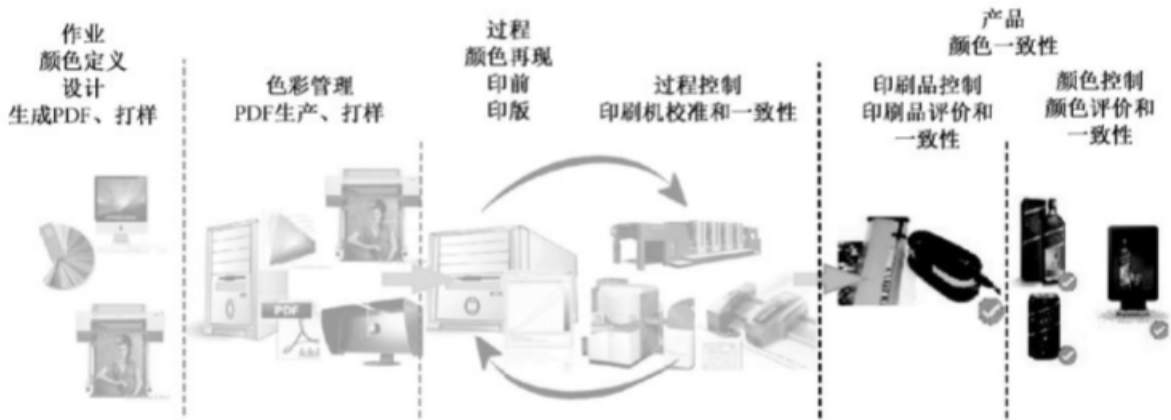 作业
颜色定义
设计
生成PDF、打样
色彩管理
PDF生产、打样
过程
颜色再现
印前
印版
过程控制
印刷机校准和一致性
产品
颜色一致性
印刷品控制
印刷品评价和
一致性
颜色控制
颜色评价和
一致性
PDF